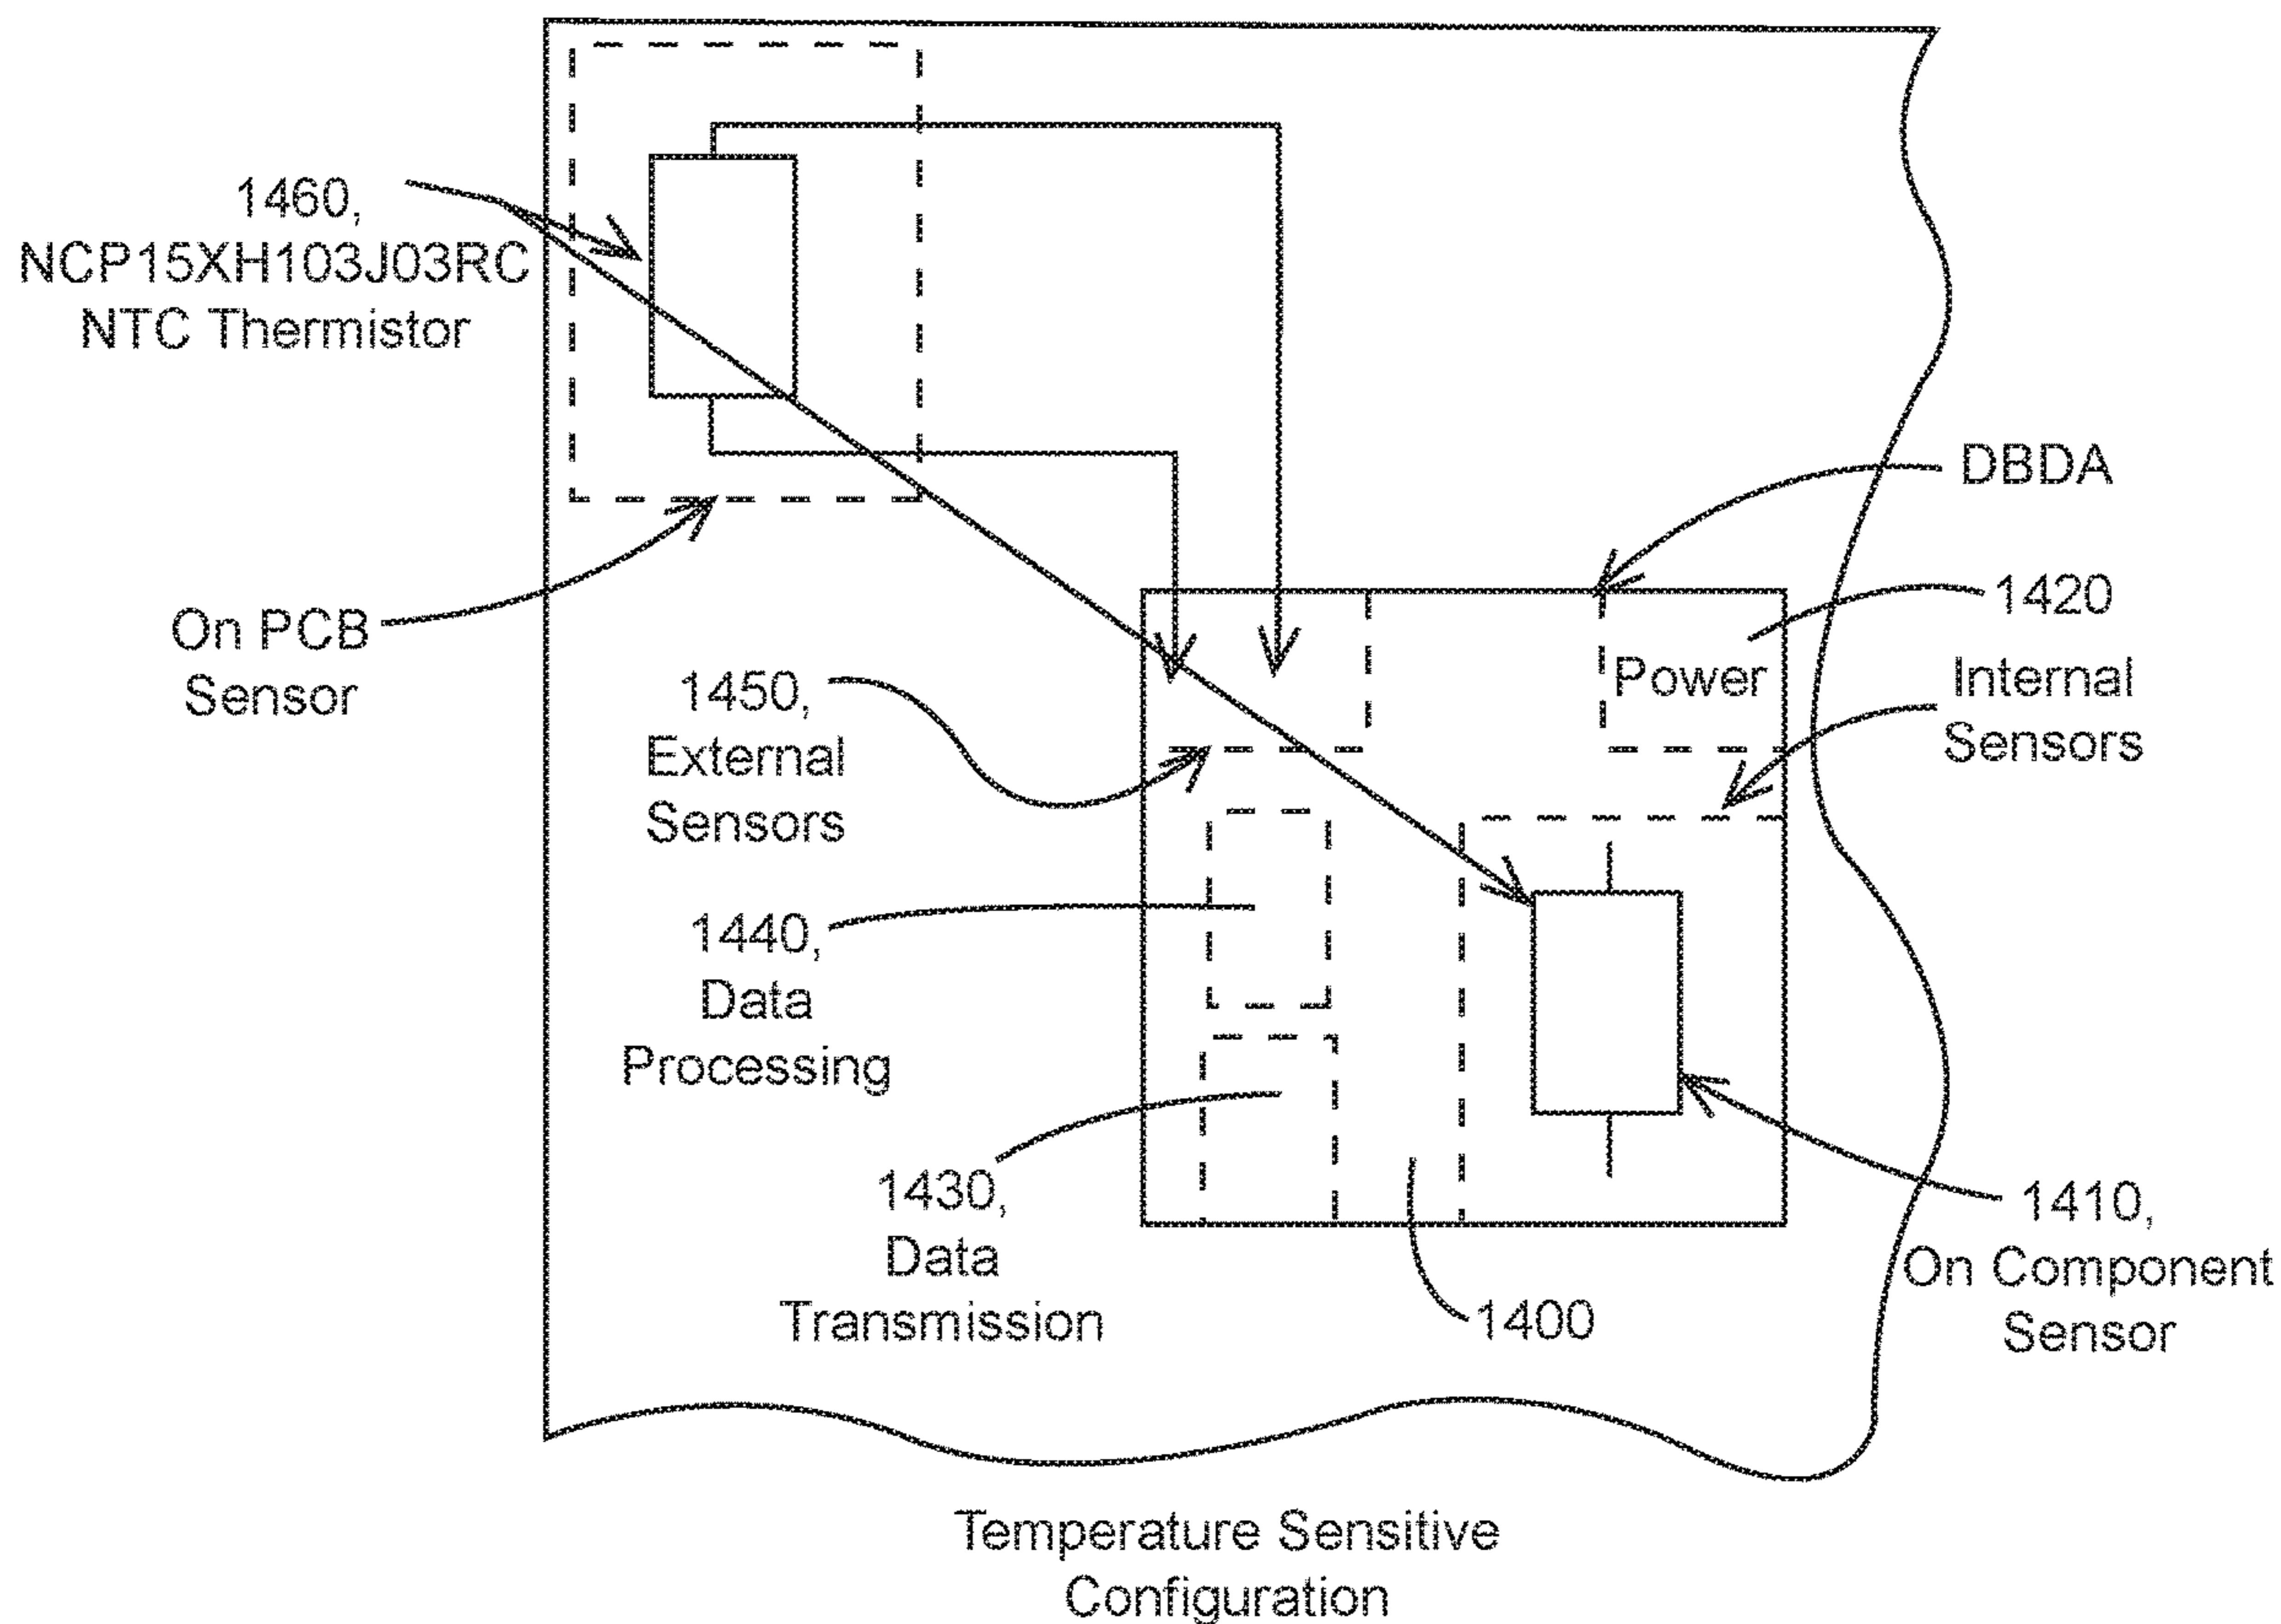 1460,
NCP15XH103J03RC
NTC Thermistor
On PCB
Sensor
DBDA
1420
Power
Internal
Sensors
1450,
External
Sensors
1440,
Data
Processing
1430,
Data
Transmission
1400
1410,
On Component
Sensor
Temperature Sensitive
Configuration